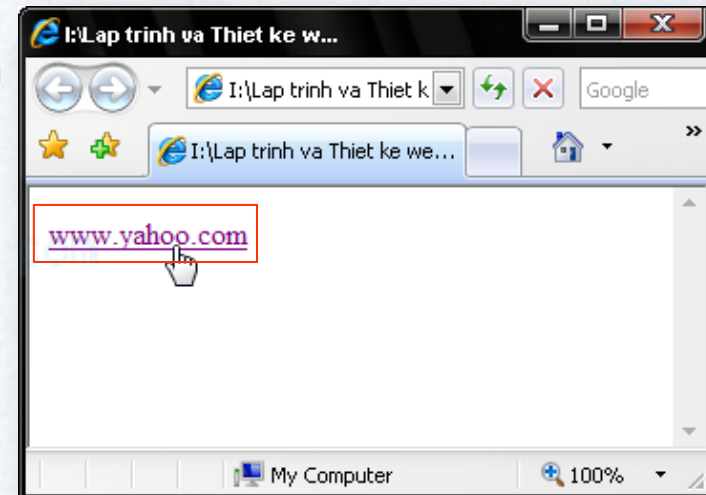 I:\Lap trinh va Thiet ke w...
I:\Lap trinh va Thiet k
Google
I:\Lap trinh va Thiet ke we...
»
www.yahoo.com
My Computer
100%